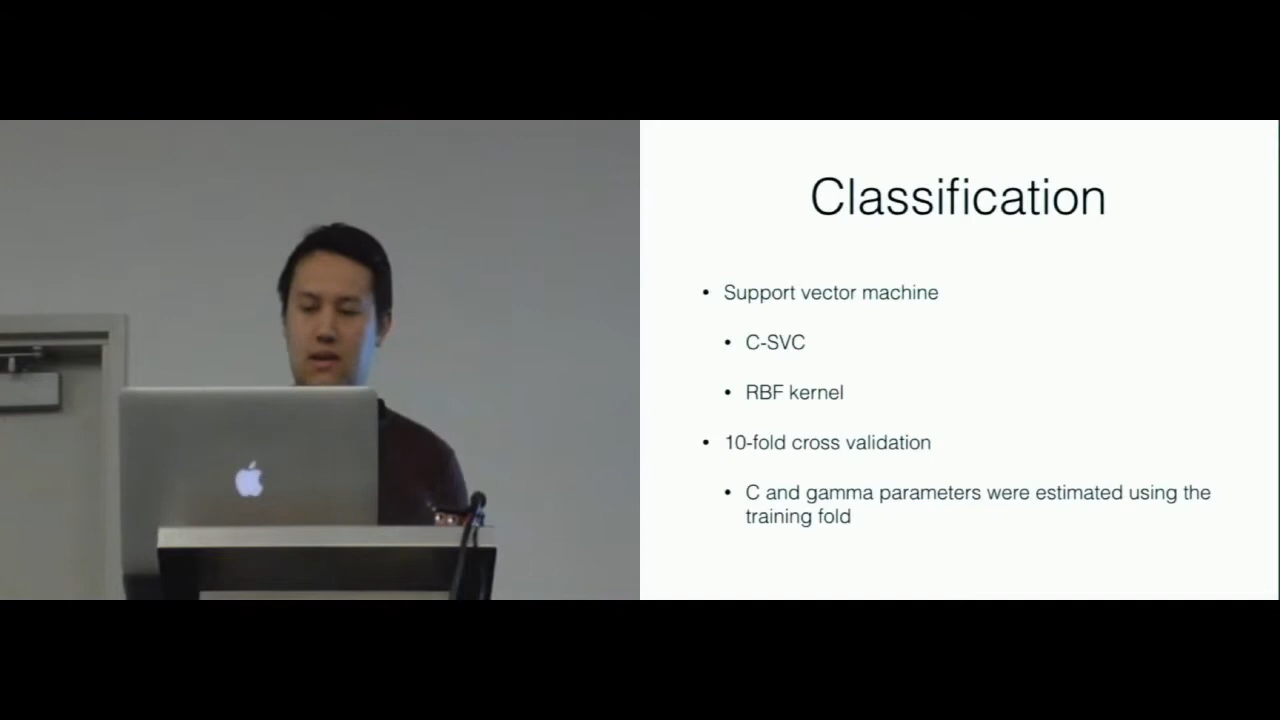 Classification
• Support vector machine
• C-SVC
• RBF kernel
• 10-fold cross validation
• C and gamma parameters were estimated using the
training fold